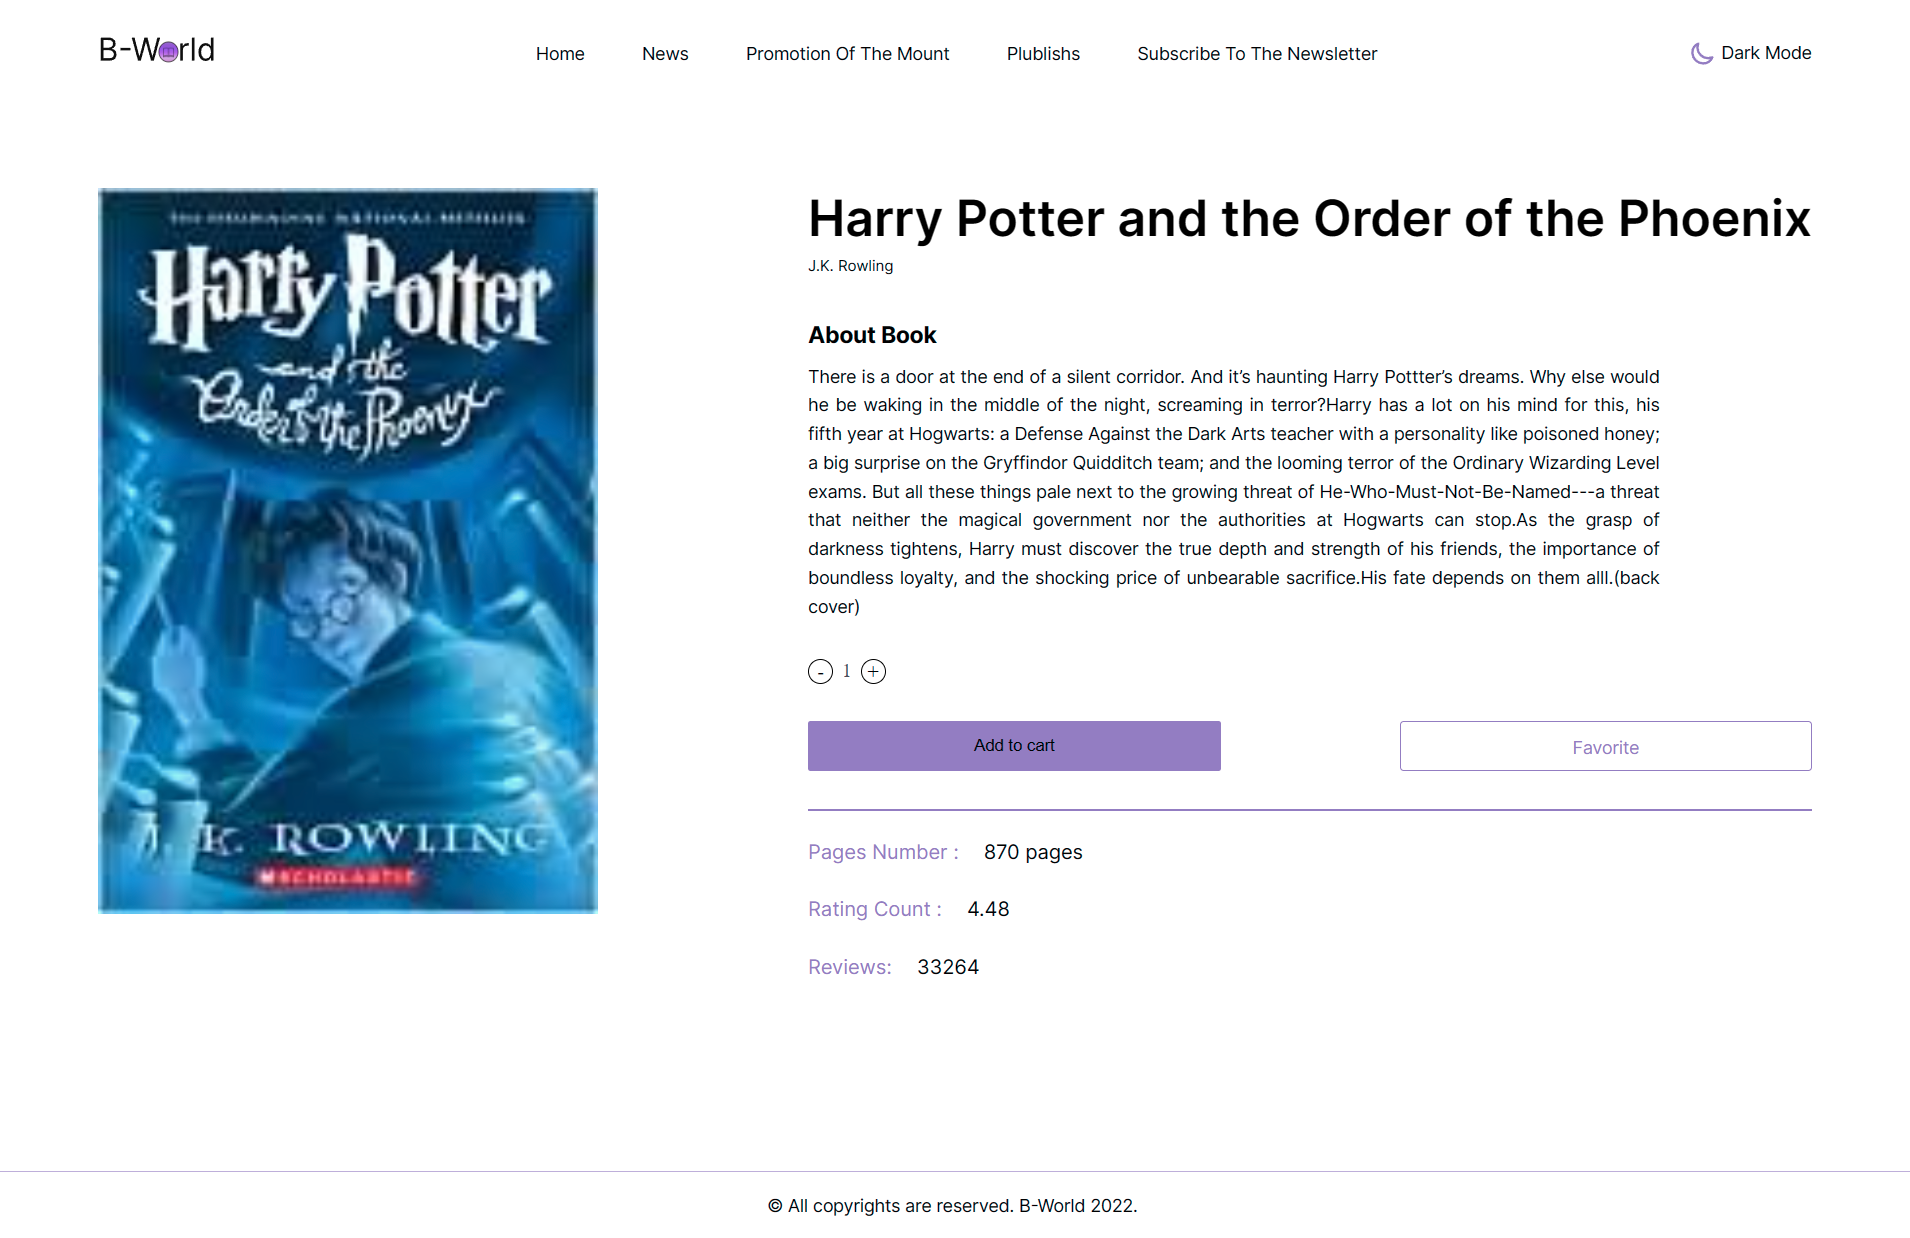 B-World
Home
News
Promotion Of The Mount
Plublishs
Subscribe To The Newsletter
Dark Mode
Harry Potter
and the
Order of the Phoenix
J. K. ROWLING
SCHOLASTIC
Harry Potter and the Order of the Phoenix
J.K. Rowling
About Book
There is a door at the end of a silent corridor. And it’s haunting Harry Pottter’s dreams. Why else would
he be waking in the middle of the night, screaming in terror?Harry has a lot on his mind for this, his
fifth year at Hogwarts: a Defense Against the Dark Arts teacher with a personality like poisoned honey;
a big surprise on the Gryffindor Quidditch team; and the looming terror of the Ordinary Wizarding Level
exams. But all these things pale next to the growing threat of He-Who-Must-Not-Be-Named---a threat
that neither the magical government nor the authorities at Hogwarts can stop.As the grasp of
darkness tightens, Harry must discover the true depth and strength of his friends, the importance of
boundless loyalty, and the shocking price of unbearable sacrifice.His fate depends on them alll.(back
cover)
- 1 +
Add to cart
Favorite
Pages Number : 870 pages
Rating Count : 4.48
Reviews: 33264
© All copyrights are reserved. B-World 2022.